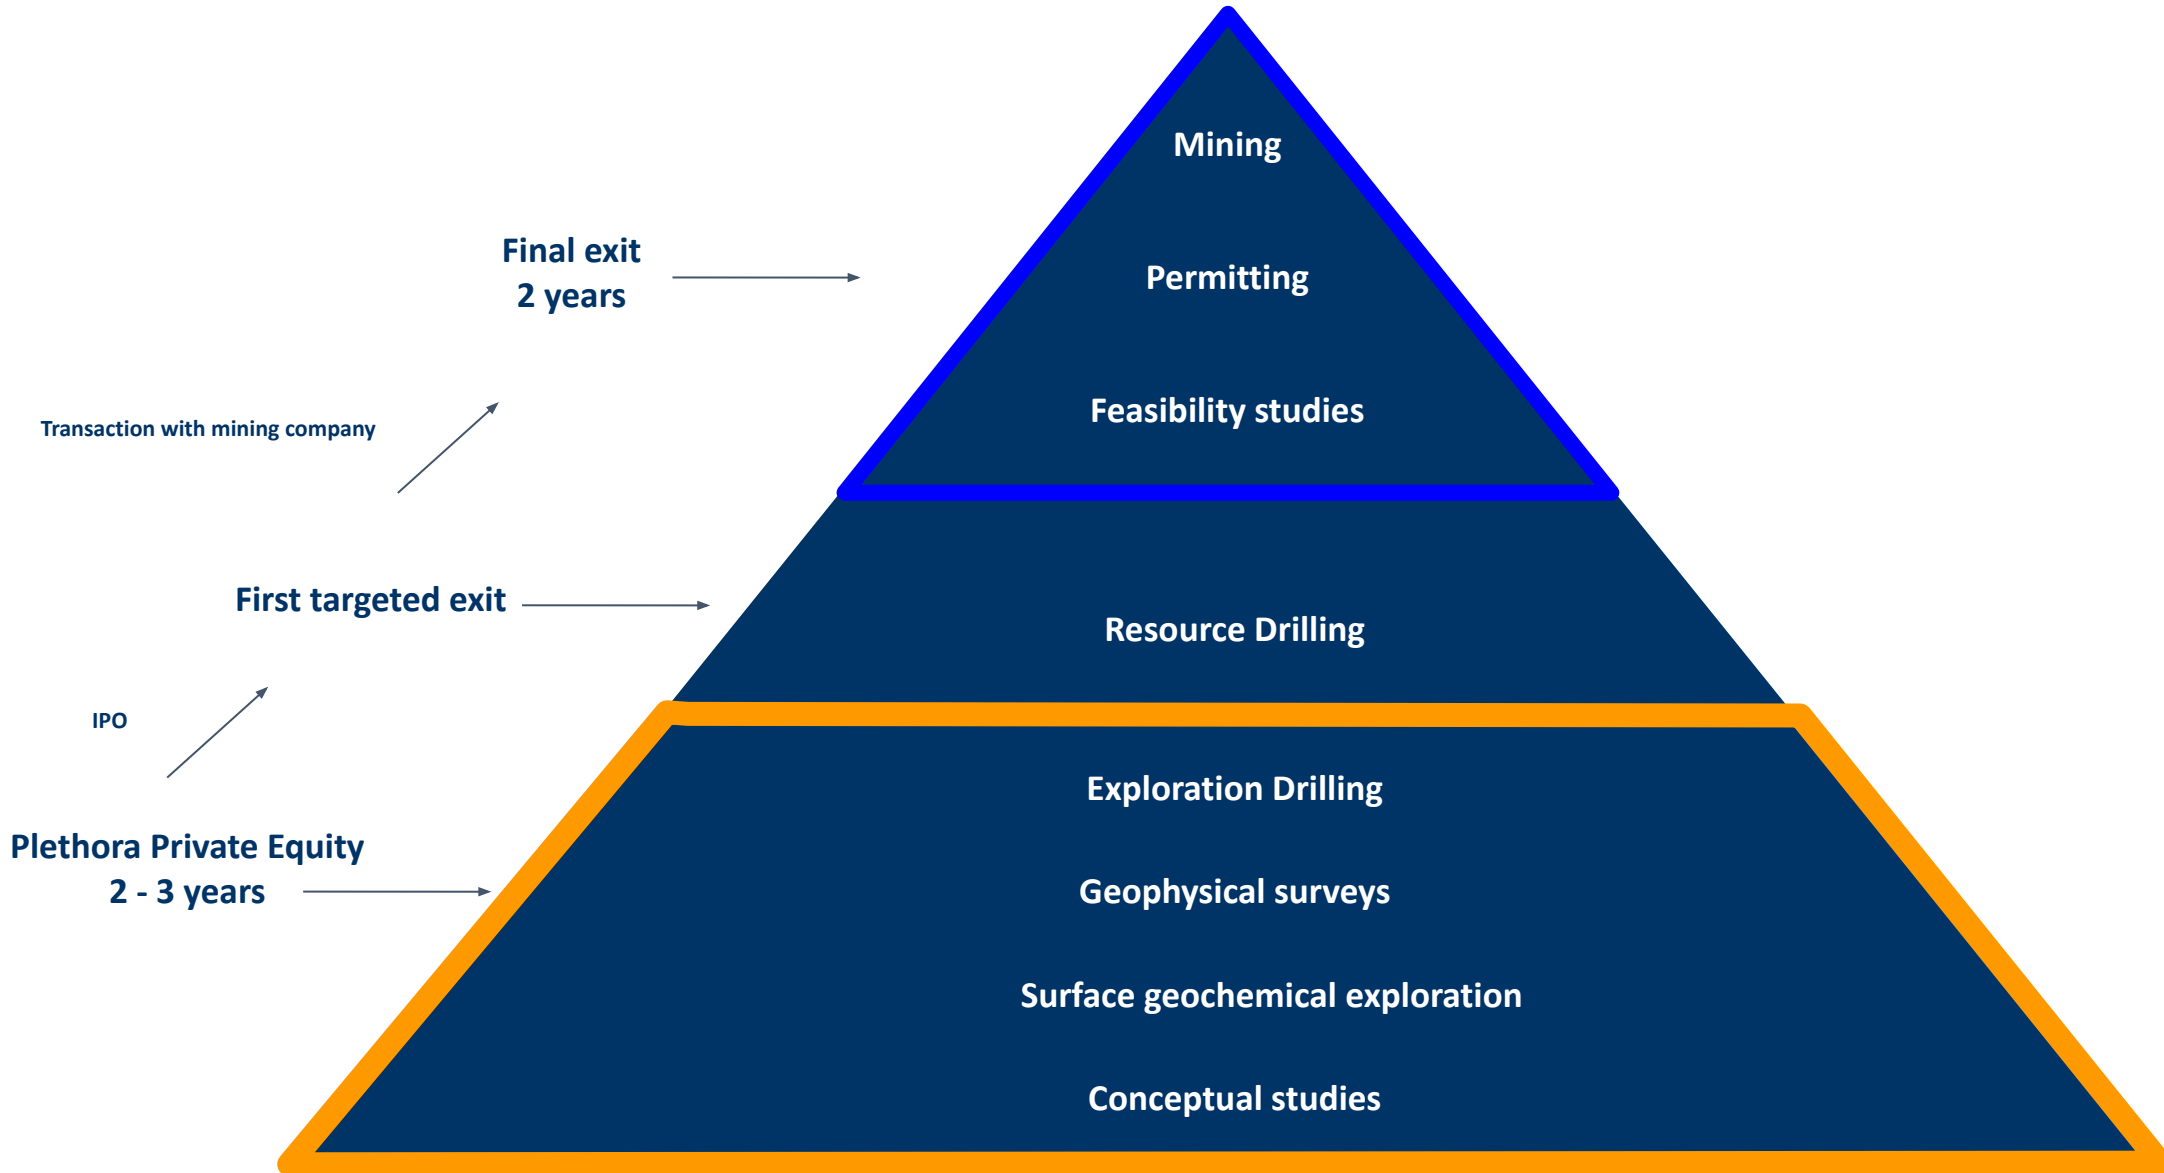 Mining
Final exit
2 years
Permitting
Feasibility studies
Transaction with mining company
First targeted exit
Resource Drilling
IPO
Exploration Drilling
Plethora Private Equity
2 - 3 years
Geophysical surveys
Surface geochemical exploration
Conceptual studies